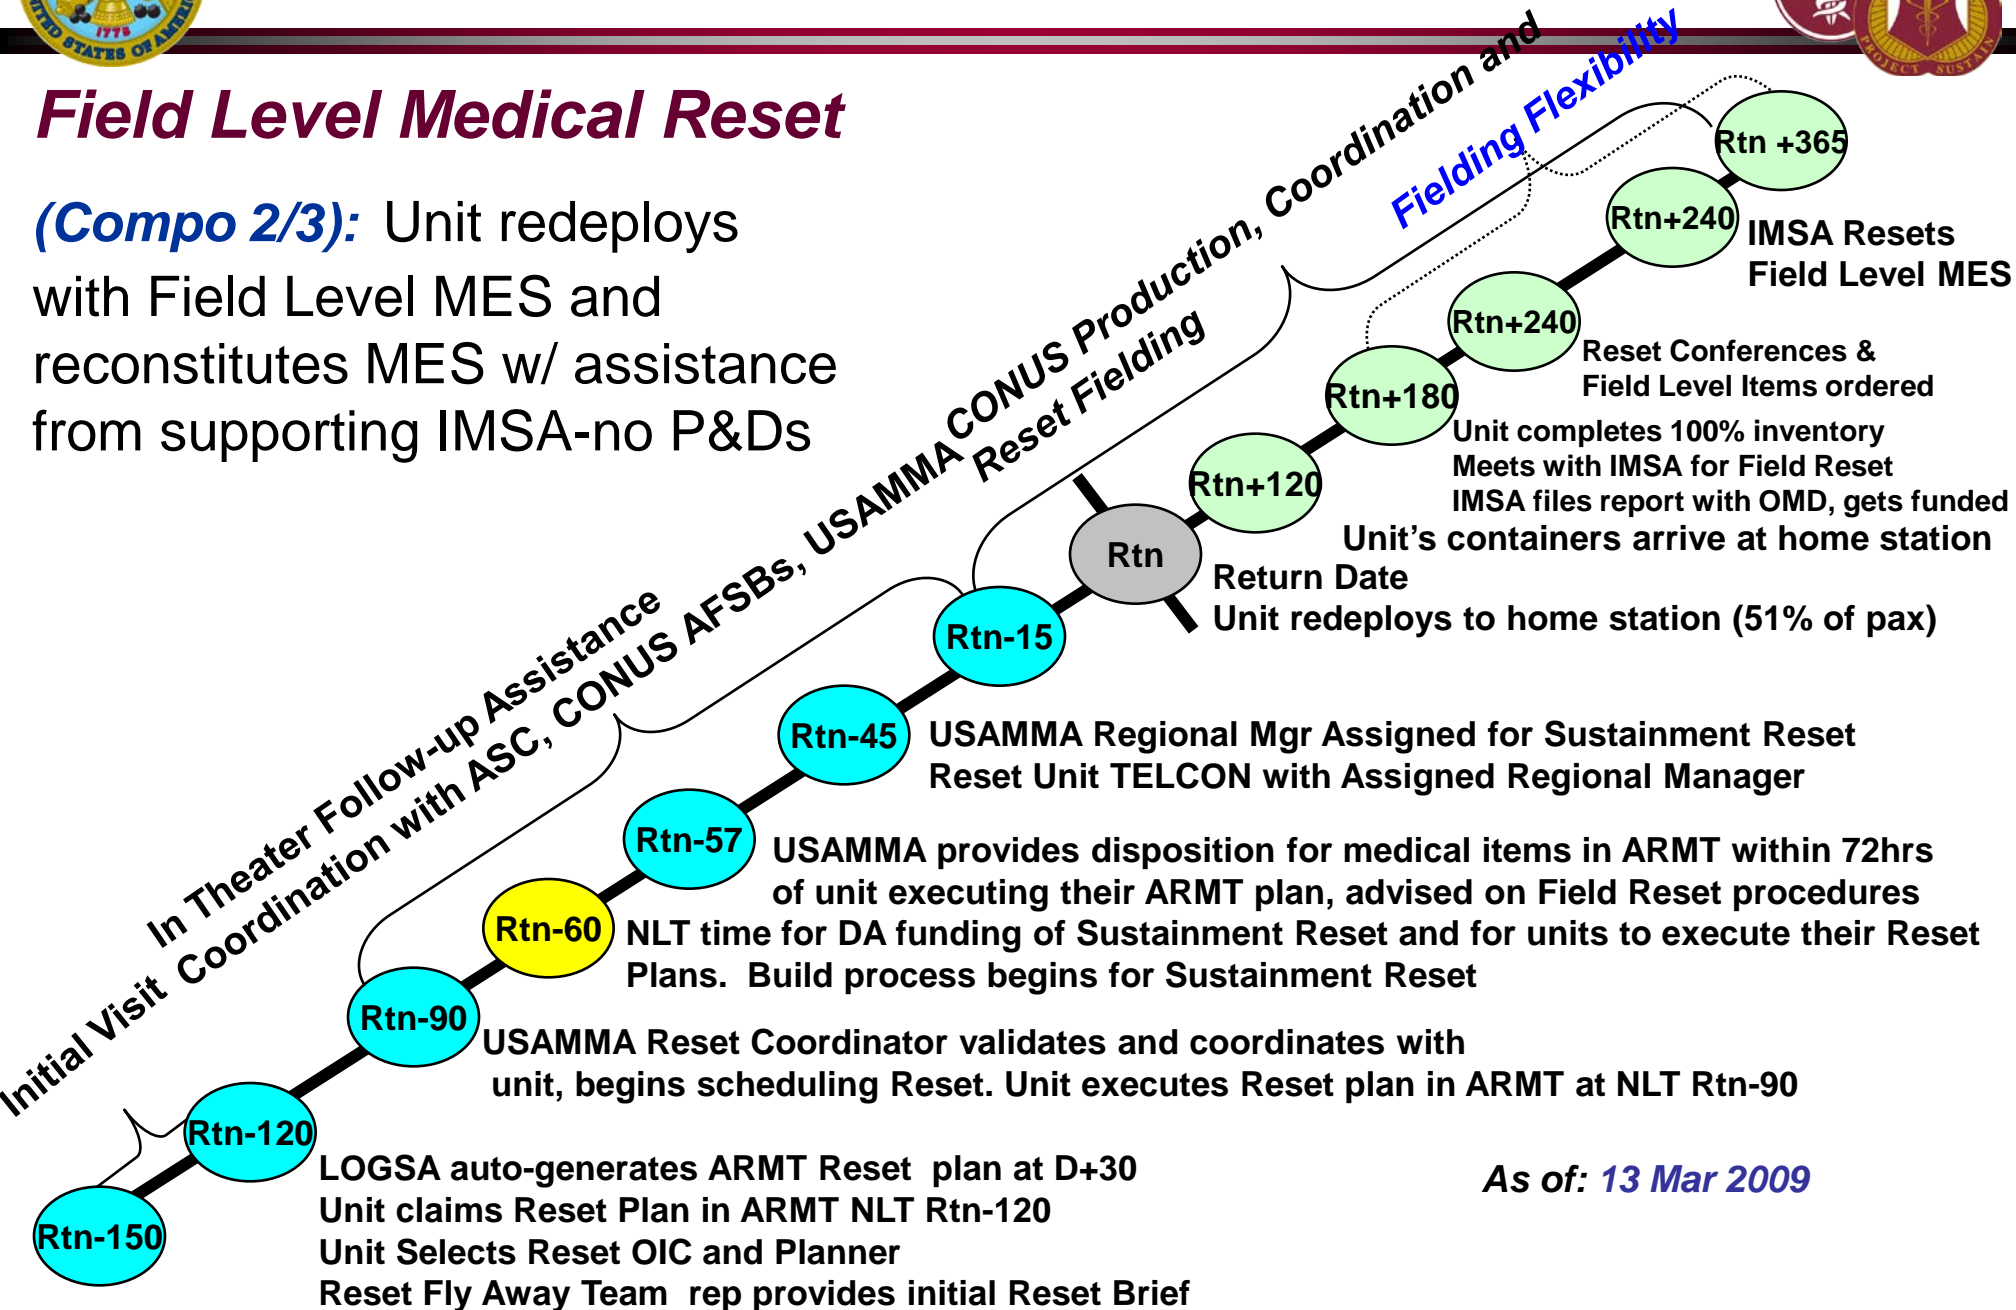 1775
UNITED STATES OF AMERICA
PROJECT SUSTAIN
Field Level Medical Reset
(Compo 2/3): Unit redeploys
with Field Level MES and
reconstitutes MES w/ assistance
from supporting IMSA-no P&Ds
Initial Visit
In Theater Follow-up Assistance
Coordination with ASC, CONUS AFSBs, USAMMA
CONUS Production, Coordination and
Reset Fielding
Fielding Flexibility
Rtn +365
Rtn+240
IMSA Resets
Field Level MES
Rtn+240
Reset Conferences &
Field Level Items ordered
Rtn+180
Unit completes 100% inventory
Meets with IMSA for Field Reset
IMSA files report with OMD, gets funded
Rtn+120
Unit's containers arrive at home station
Rtn
Return Date
Unit redeploys to home station (51% of pax)
Rtn-15
Rtn-45
USAMMA Regional Mgr Assigned for Sustainment Reset
Reset Unit TELCON with Assigned Regional Manager
Rtn-57
USAMMA provides disposition for medical items in ARMT within 72hrs
of unit executing their ARMT plan, advised on Field Reset procedures
Rtn-60
NLT time for DA funding of Sustainment Reset and for units to execute their Reset
Plans. Build process begins for Sustainment Reset
Rtn-90
USAMMA Reset Coordinator validates and coordinates with
unit, begins scheduling Reset. Unit executes Reset plan in ARMT at NLT Rtn-90
Rtn-120
LOGSA auto-generates ARMT Reset plan at D+30
Unit claims Reset Plan in ARMT NLT Rtn-120
Unit Selects Reset OIC and Planner
Reset Fly Away Team rep provides initial Reset Brief
Rtn-150
As of: 13 Mar 2009